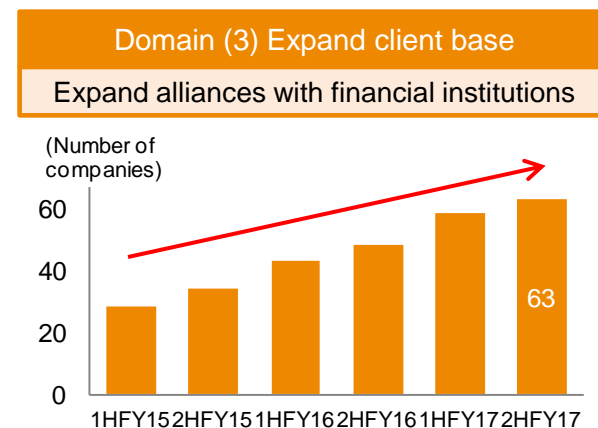 Domain (3) Expand client base
Expand alliances with financial institutions
(Number of
companies)
60
40
20
0
63
1HFY15 2HFY15 1HFY16 2HFY16 1HFY17 2HFY17